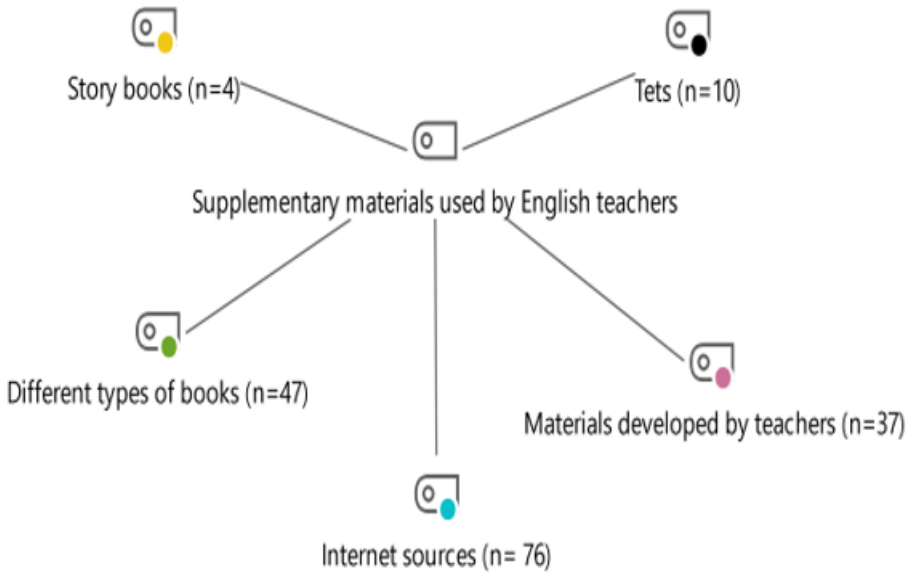 Story books (n=4)
Tets (n=10)
Supplementary materials used by English teachers
Different types of books (n=47)
Materials developed by teachers (n=37)
Internet sources (n= 76)